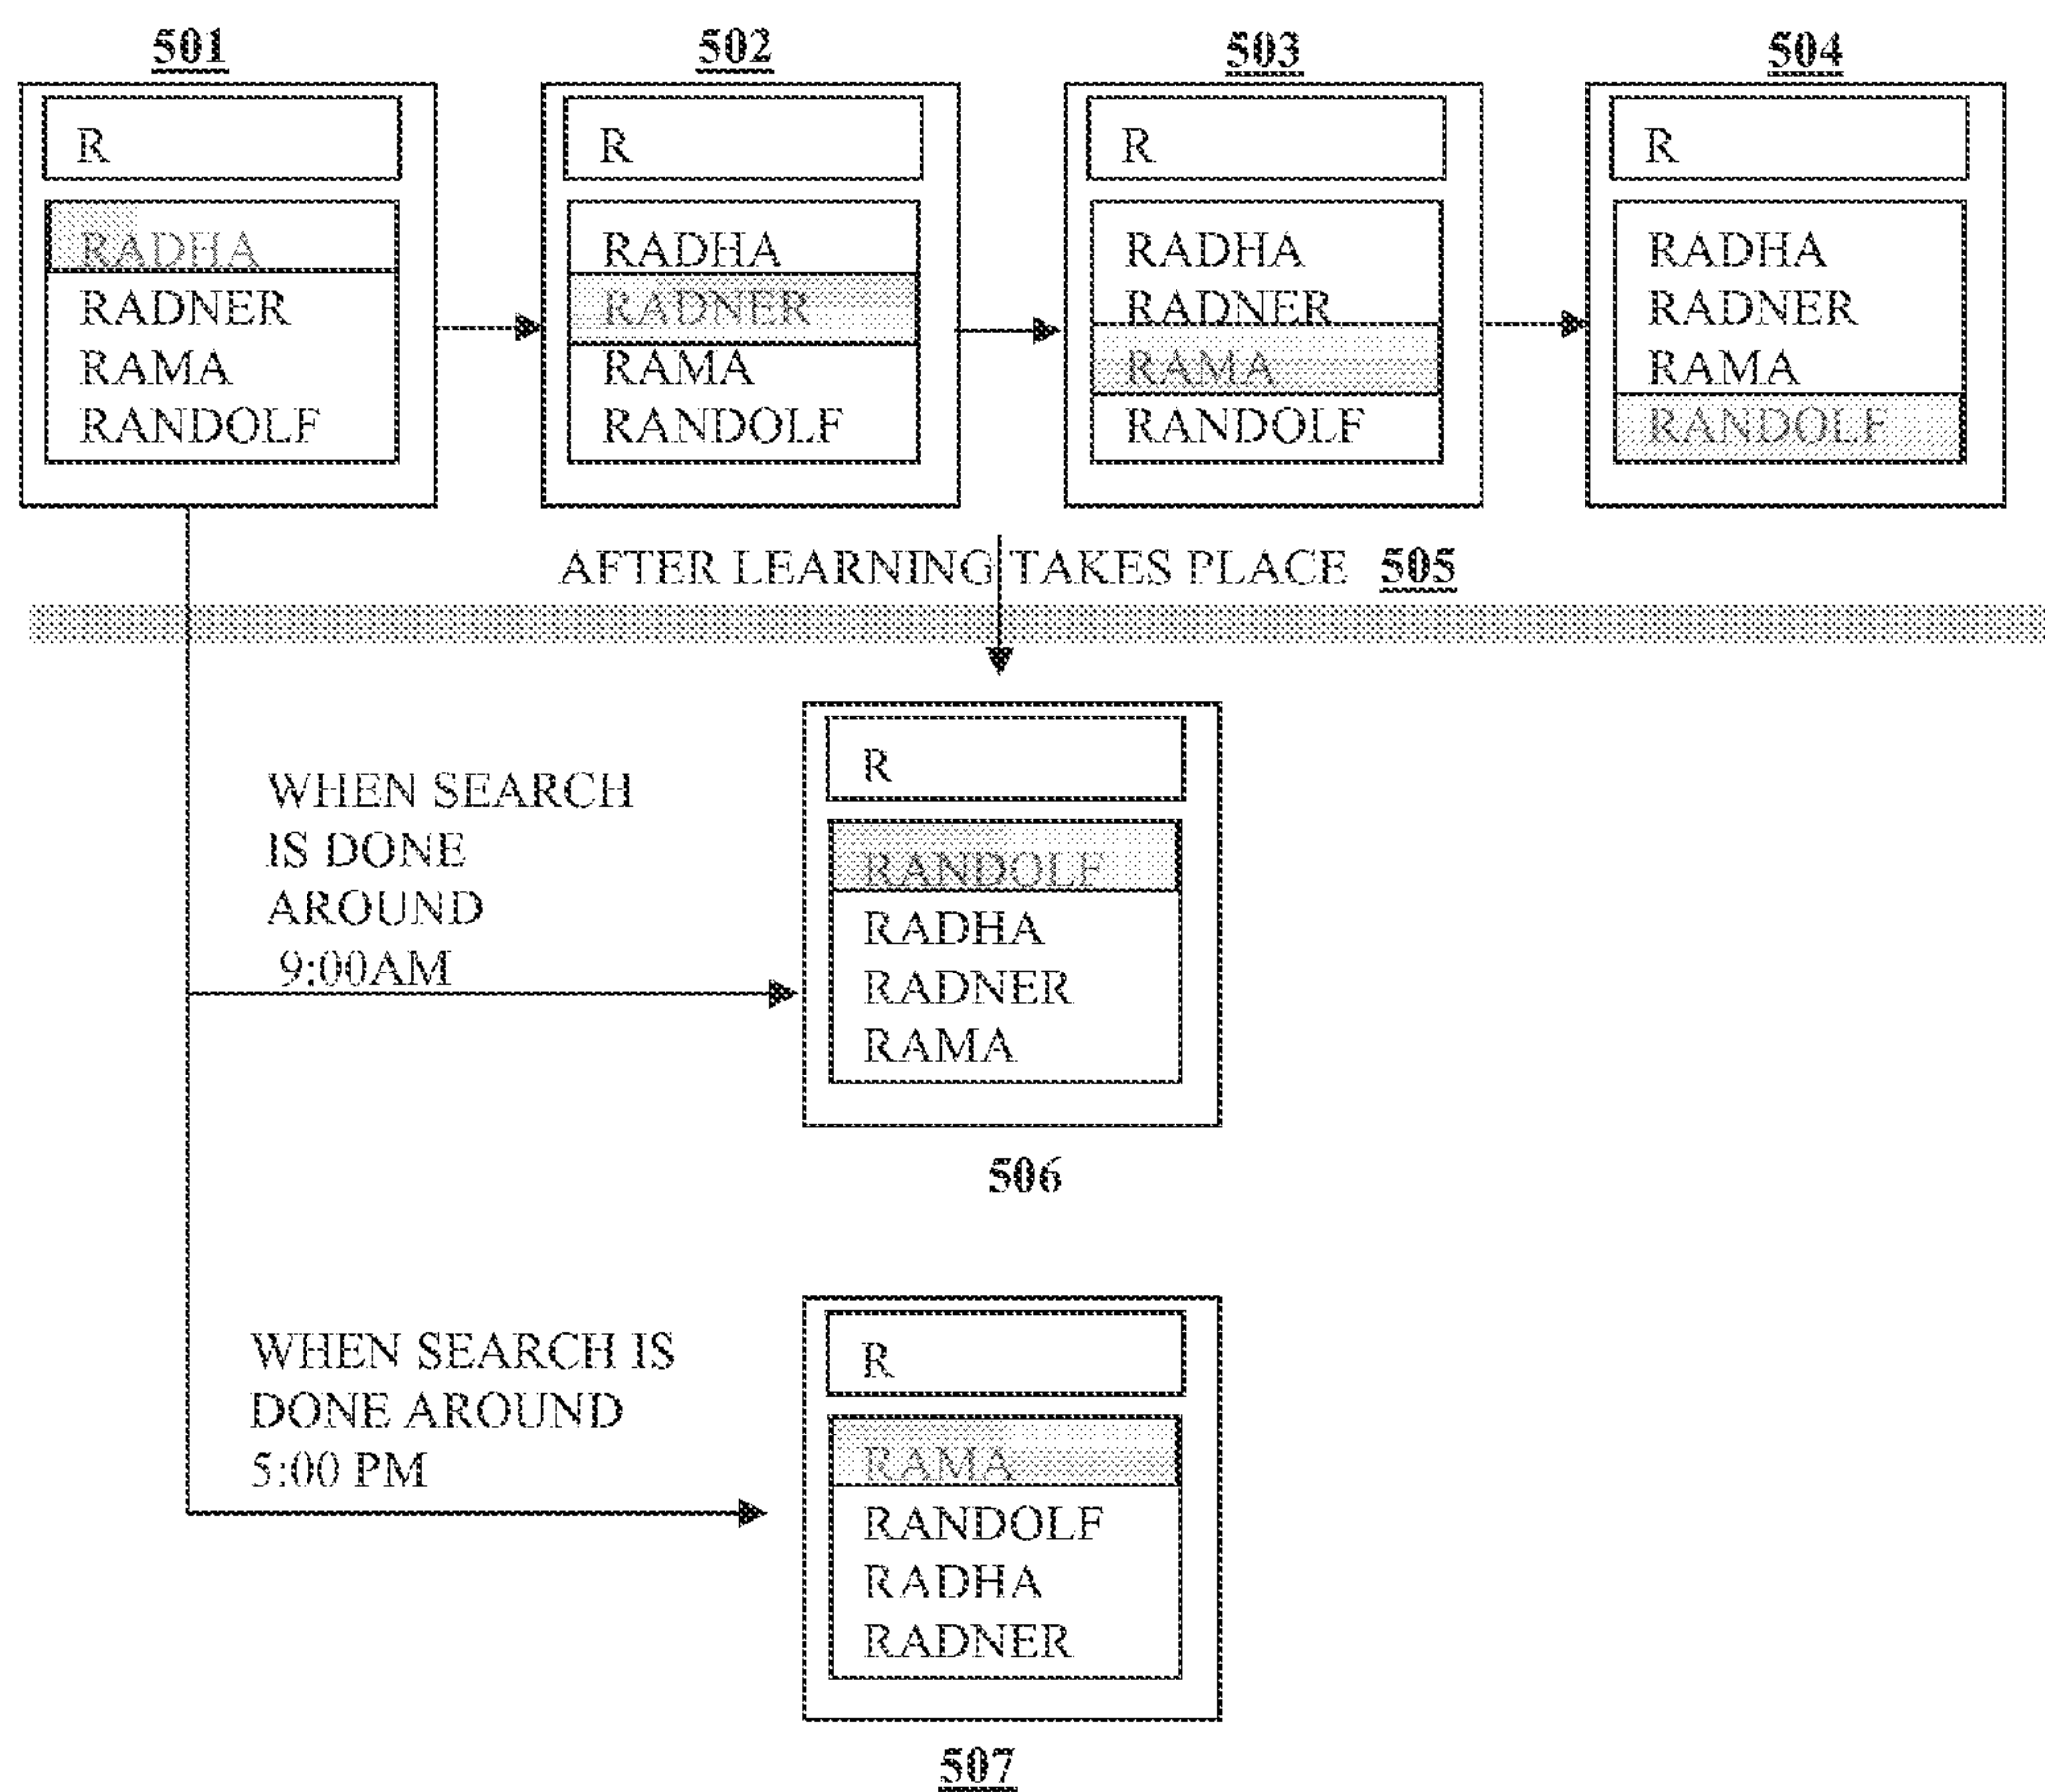 501
R
RADHA
RADNER
RAMA
RANDOLF
502
R
RADHA
RADNER
RAMA
RANDOLF
503
R
RADHA
RADNER
RAMA
RANDOLF
504
R
RADHA
RADNER
RAMA
RANDOLF
AFTER LEARNING TAKES PLACE 505
WHEN SEARCH
IS DONE
AROUND
9:00AM
R
RANDOLF
RADHA
RADNER
RAMA
506
WHEN SEARCH IS
DONE AROUND
5:00 PM
R
RAMA
RANDOLF
RADHA
RADNER
507